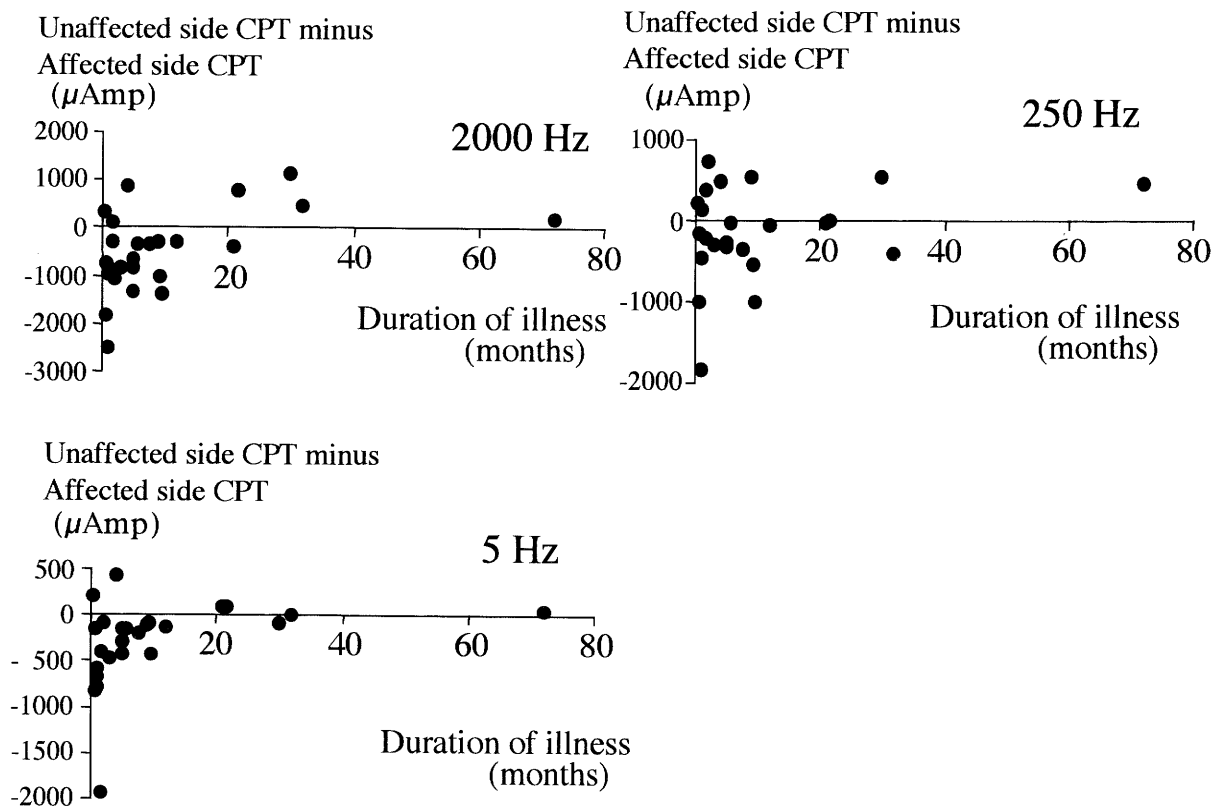 Unaffected side CPT minus
Affected side CPT
(μAmp)
2000 Hz
2000
1000
0
-1000
-2000
-3000
20
40
60
80
Duration of illness
(months)
Unaffected side CPT minus
Affected side CPT
(μAmp)
250 Hz
1000
0
-1000
-2000
20
40
60
80
Duration of illness
(months)
Unaffected side CPT minus
Affected side CPT
(μAmp)
5 Hz
500
0
- 500
-1000
-1500
-2000
20
40
60
80
Duration of illness
(months)